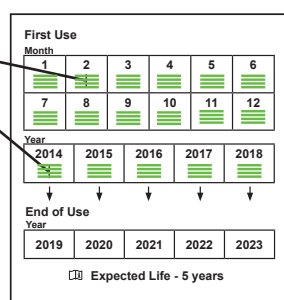 First Use
Month
1 2 3 4 5 6
7 8 9 10 11 12
Year
2014 2015 2016 2017 2018
End of Use
Year
2019 2020 2021 2022 2023
Expected Life - 5 years